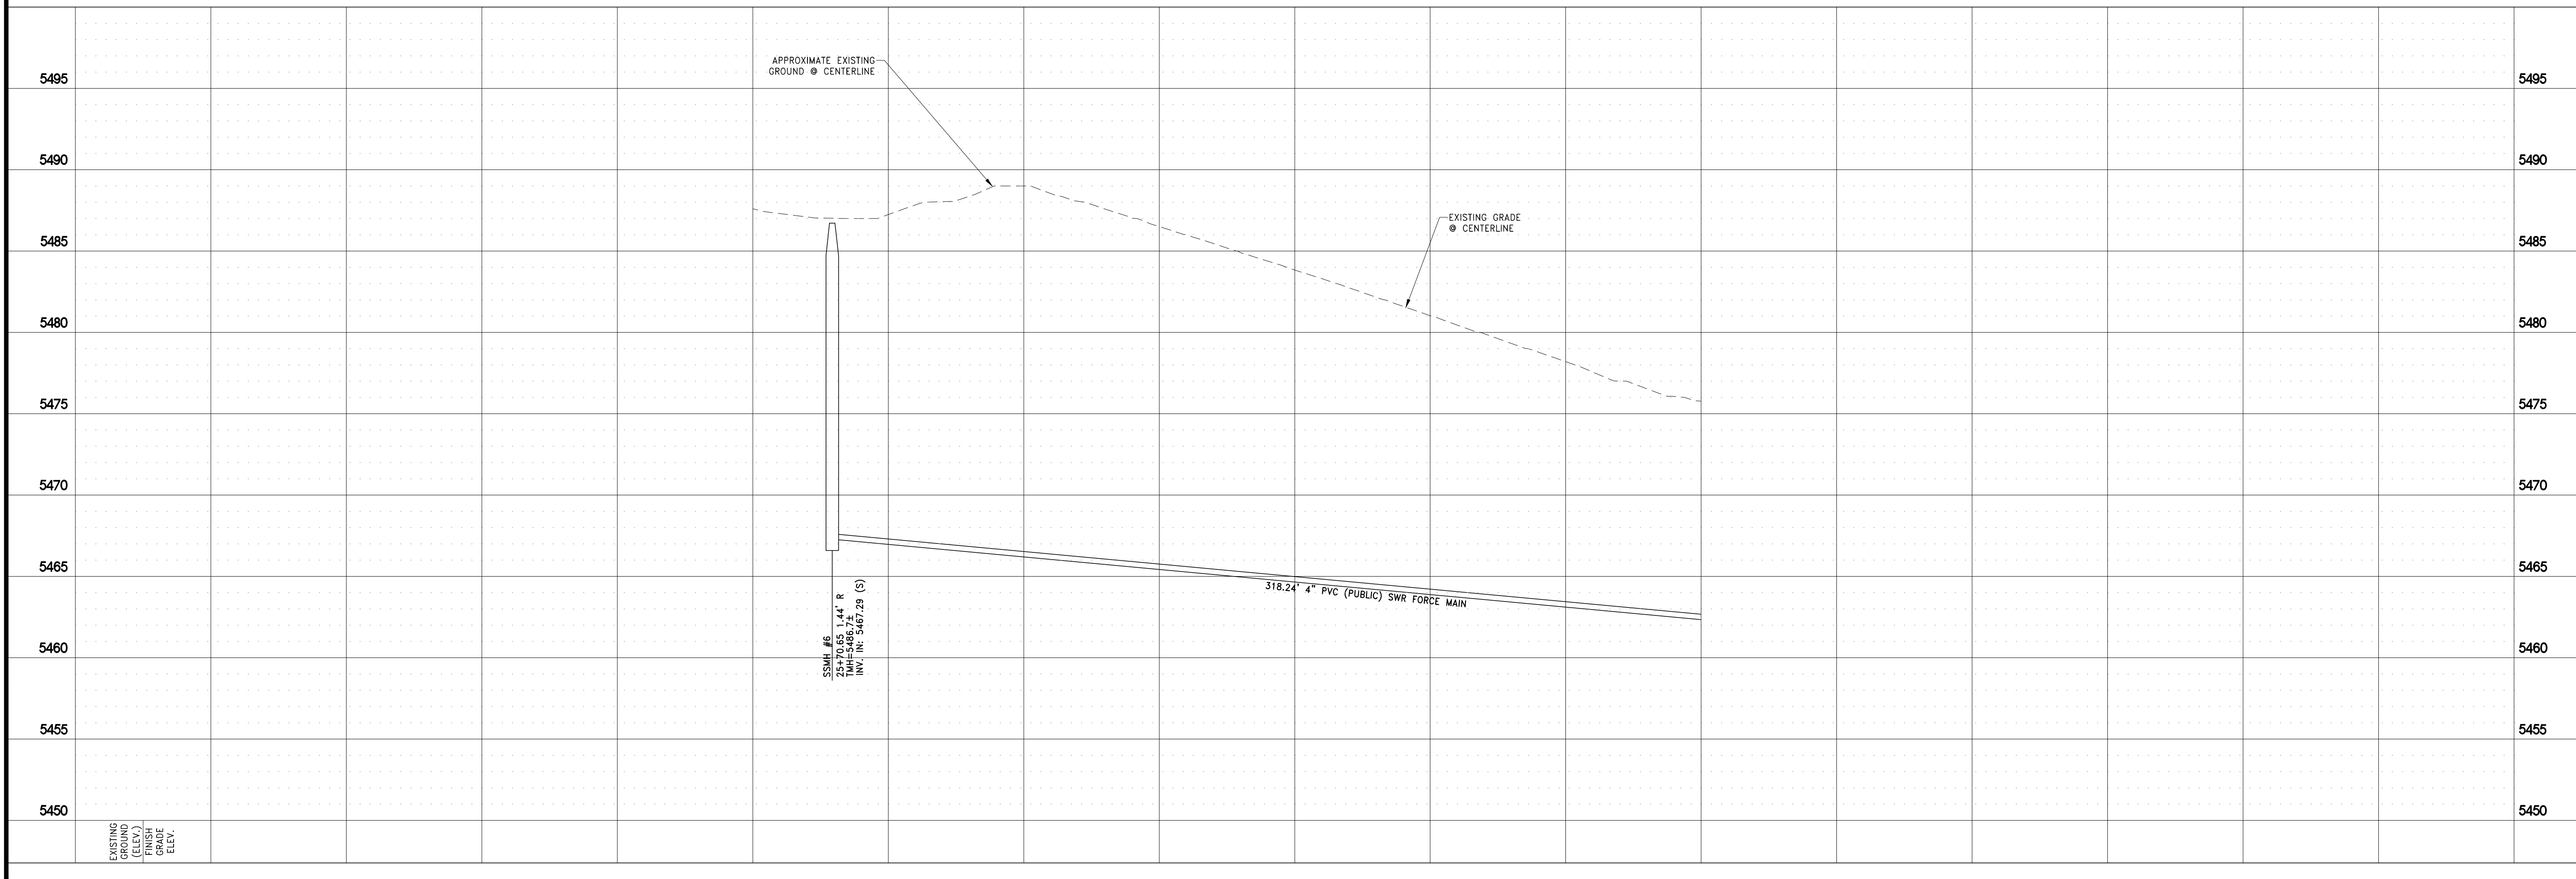 APPROXIMATE EXISTING
GROUND @ CENTERLINE
5495
5495
5490
5490
EXISTING GRADE
@ CENTERLINE
5485
5485
5480
5480
5475
5475
5470
5470
5465
5465
318.24' 4" PVC (PUBLIC) SWR FORCE MAIN
SSMH #6
25+70.65 1.44' R
TMH=5486.7±
INV. IN: 5467.29 (S)
5460
5460
5455
5455
5450
5450
EXISTING
GROUND
(ELEV.)
FINISH
GRADE
ELEV.